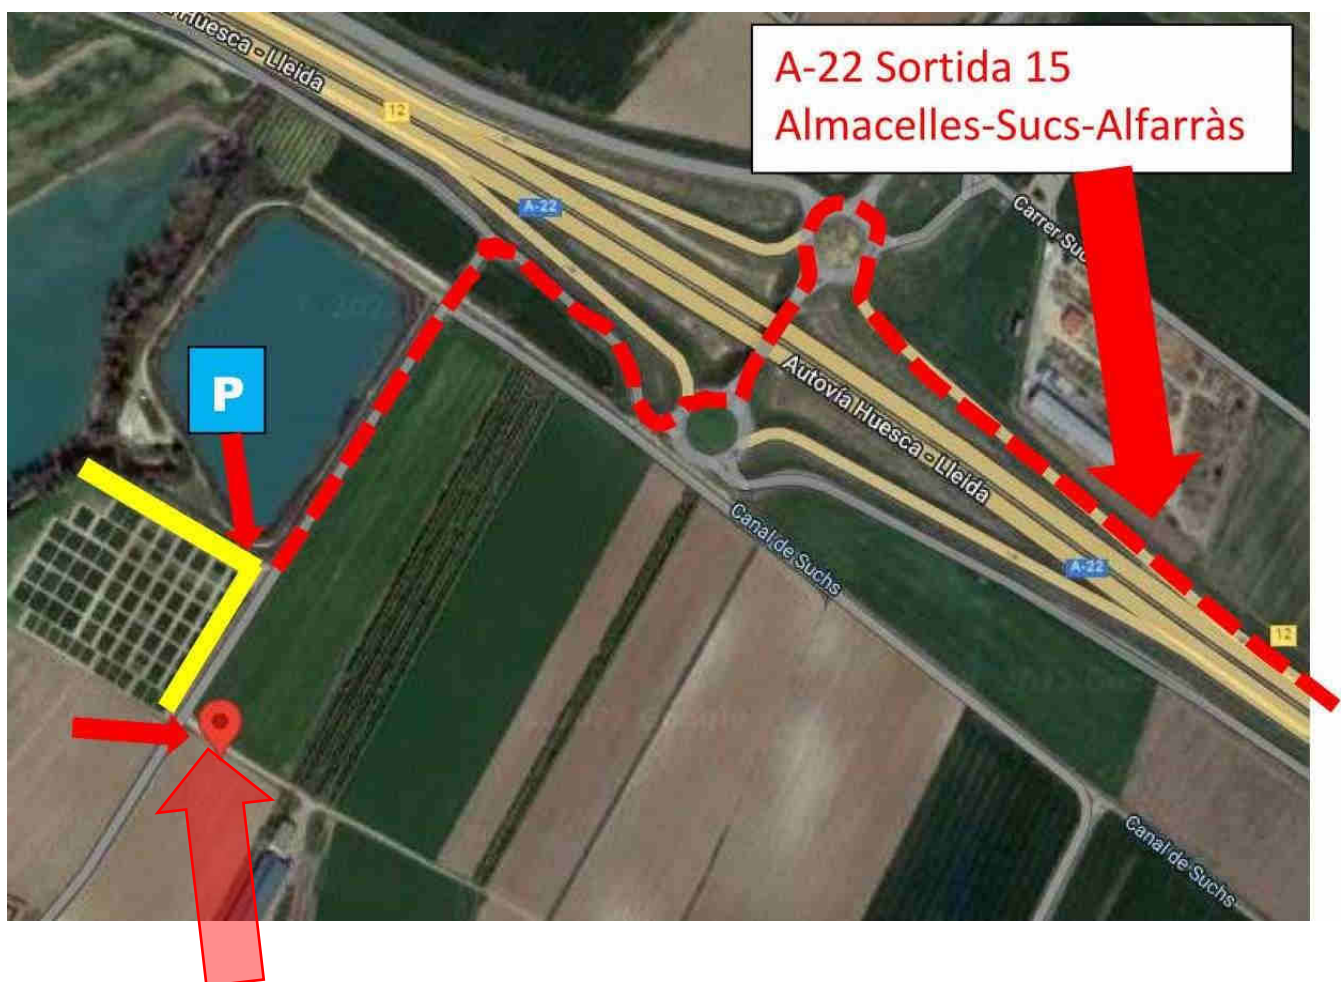 Huesca - Lleida
A-22 Sortida 15
Almacelles-Sucs-Alfarràs
12
A-22
Carrer Suc
P
Autovía Huesca - Lleida
Canal de Suchs
A-22
12
Canal de Suchs